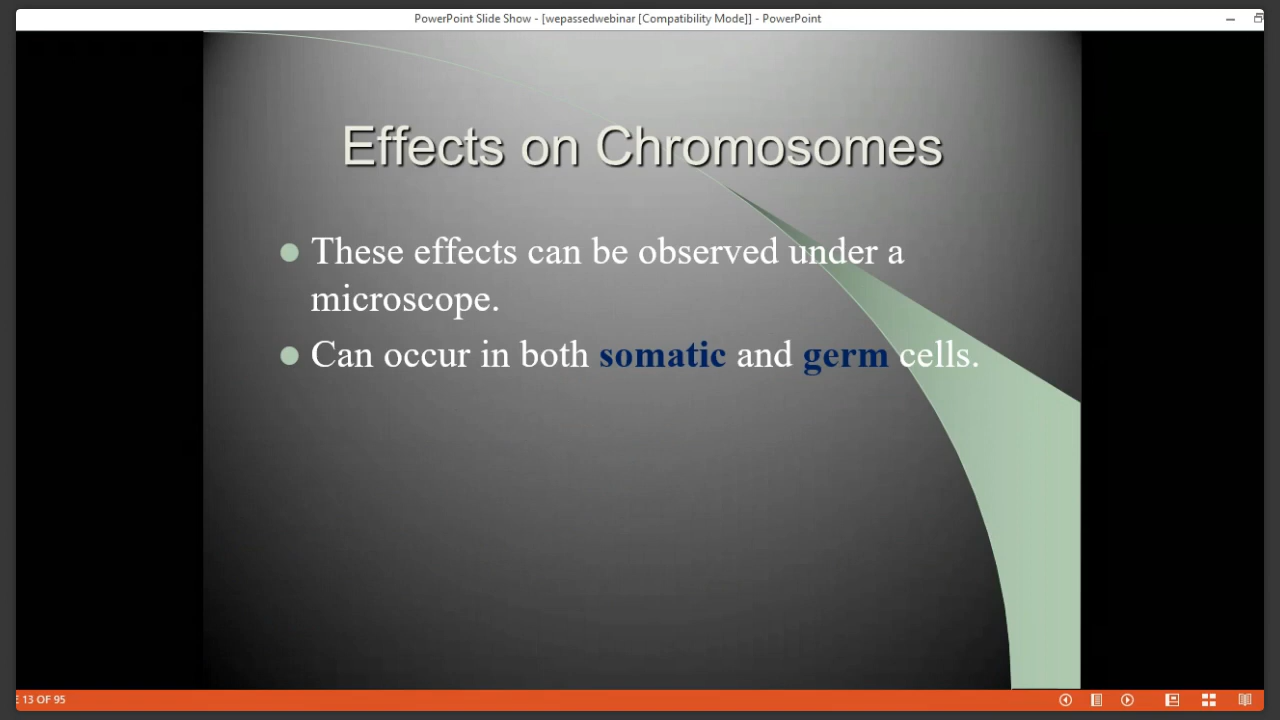 PowerPoint Slide Show - [wepassedwebinar [Compatibility Mode]] - PowerPoint
Effects on Chromosomes
These effects can be observed under a
microscope.
Can occur in both somatic and germ cells.
E 13 OF 95